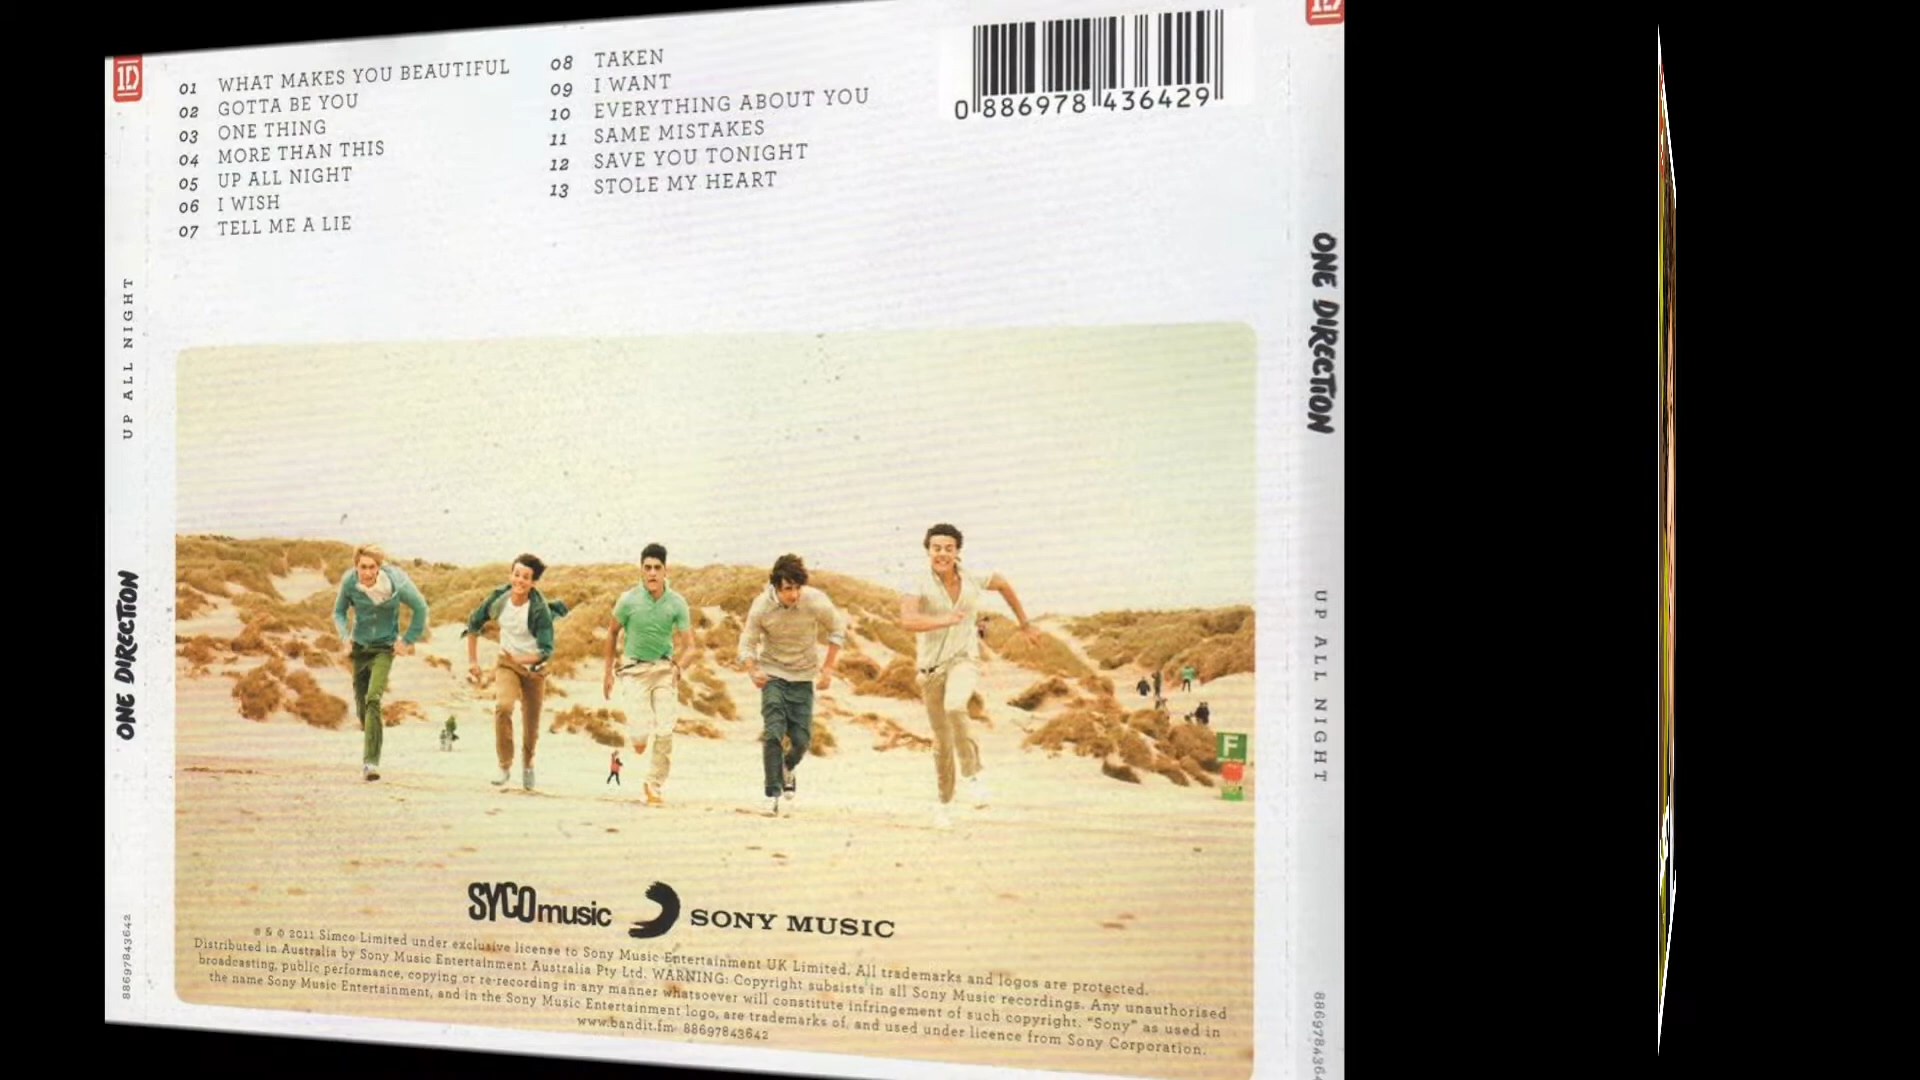 1D
1D
01 WHAT MAKES YOU BEAUTIFUL
02 GOTTA BE YOU
03 ONE THING
04 MORE THAN THIS
05 UP ALL NIGHT
06 I WISH
07 TELL ME A LIE
08 TAKEN
09 I WANT
10 EVERYTHING ABOUT YOU
11 SAME MISTAKES
12 SAVE YOU TONIGHT
13 STOLE MY HEART
0 886978 436429
UP ALL NIGHT
ONE DIRECTION
88697843642
ONE DIRECTION
UP ALL NIGHT
F
SYCO music SONY MUSIC
℗ & © 2011 Simco Limited under exclusive license to Sony Music Entertainment UK Limited. All trademarks and logos are protected.
Distributed in Australia by Sony Music Entertainment Australia Pty Ltd. WARNING: Copyright subsists in all Sony Music recordings. Any unauthorised
broadcasting, public performance, copying or re-recording in any manner whatsoever will constitute infringement of such copyright. "Sony" as used in
the name Sony Music Entertainment, and in the Sony Music Entertainment logo, are trademarks of, and used under licence from Sony Corporation.
www.bandit.fm 88697843642